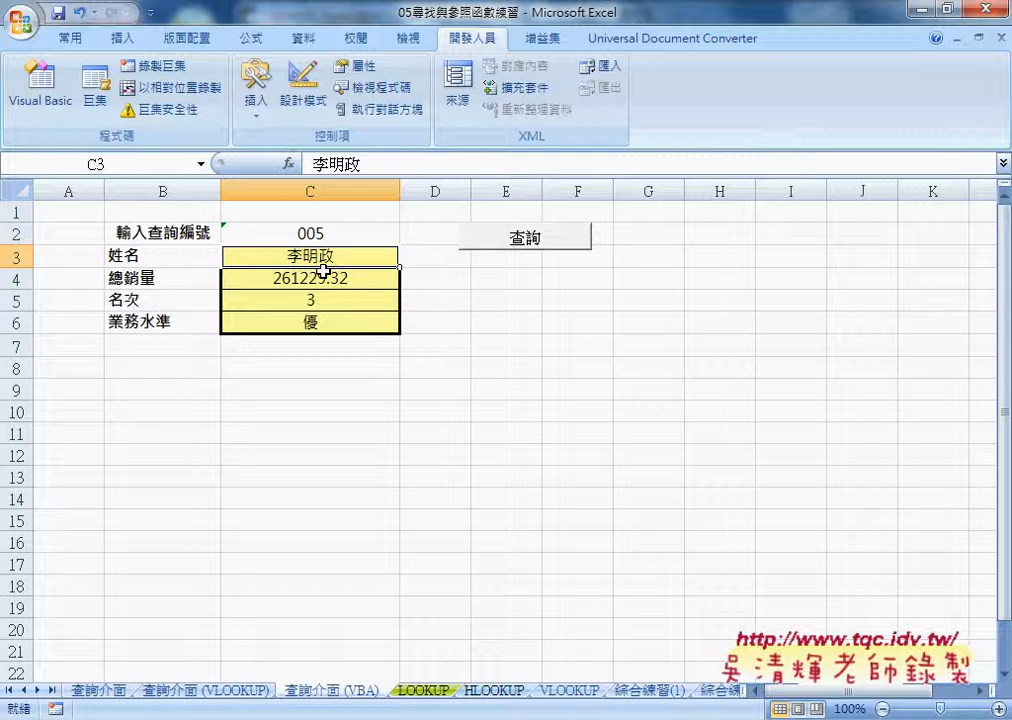 05尋找與參照函數練習 - Microsoft Excel
常用 插入 版面配置 公式 資料 校閱 檢視 開發人員 增益集 Universal Document Converter
Visual Basic 巨集 錄製巨集 以相對位置錄製 巨集安全性
插入 設計模式 屬性 檢視程式碼 執行對話方塊
來源 對應內容 擴充套件 重新整理資料 匯入 匯出
程式碼 控制項 XML
C3 fx 李明政
A B C D E F G H I J K
1
2 輸入查詢編號 005 查詢
3 姓名 李明政
4 總銷量 261229.32
5 名次 3
6 業務水準 優
7
8
9
10
11
12
13
14
15
16
17
18
19
20
21
22
http://www.tqc.idv.tw/
吳清輝老師錄製
查詢介面 查詢介面 (VLOOKUP) 查詢介面 (VBA) LOOKUP HLOOKUP VLOOKUP 綜合練習(1) 綜合練
就緒 100%